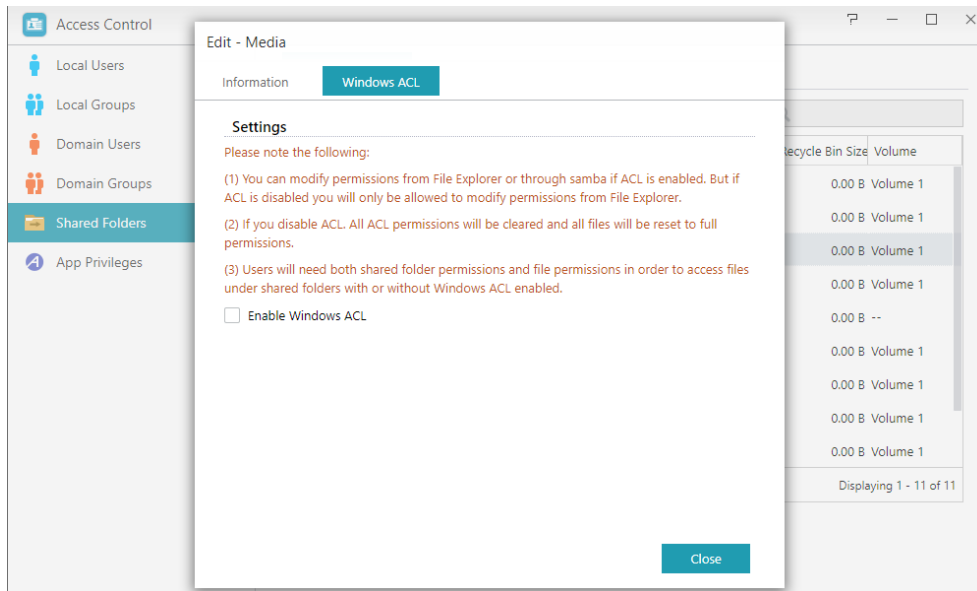 Access Control
Local Users
Local Groups
Domain Users
Domain Groups
Shared Folders
App Privileges
Edit - Media
Information
Windows ACL
Settings
Please note the following:
(1) You can modify permissions from File Explorer or through samba if ACL is enabled. But if
ACL is disabled you will only be allowed to modify permissions from File Explorer.
(2) If you disable ACL. All ACL permissions will be cleared and all files will be reset to full
permissions.
(3) Users will need both shared folder permissions and file permissions in order to access files
under shared folders with or without Windows ACL enabled.
Enable Windows ACL
Close
Bin Size Volume
0.00 B Volume 1
0.00 B Volume 1
0.00 B Volume 1
0.00 B Volume 1
0.00 B --
0.00 B Volume 1
0.00 B Volume 1
0.00 B Volume 1
0.00 B Volume 1
Displaying 1 - 11 of 11